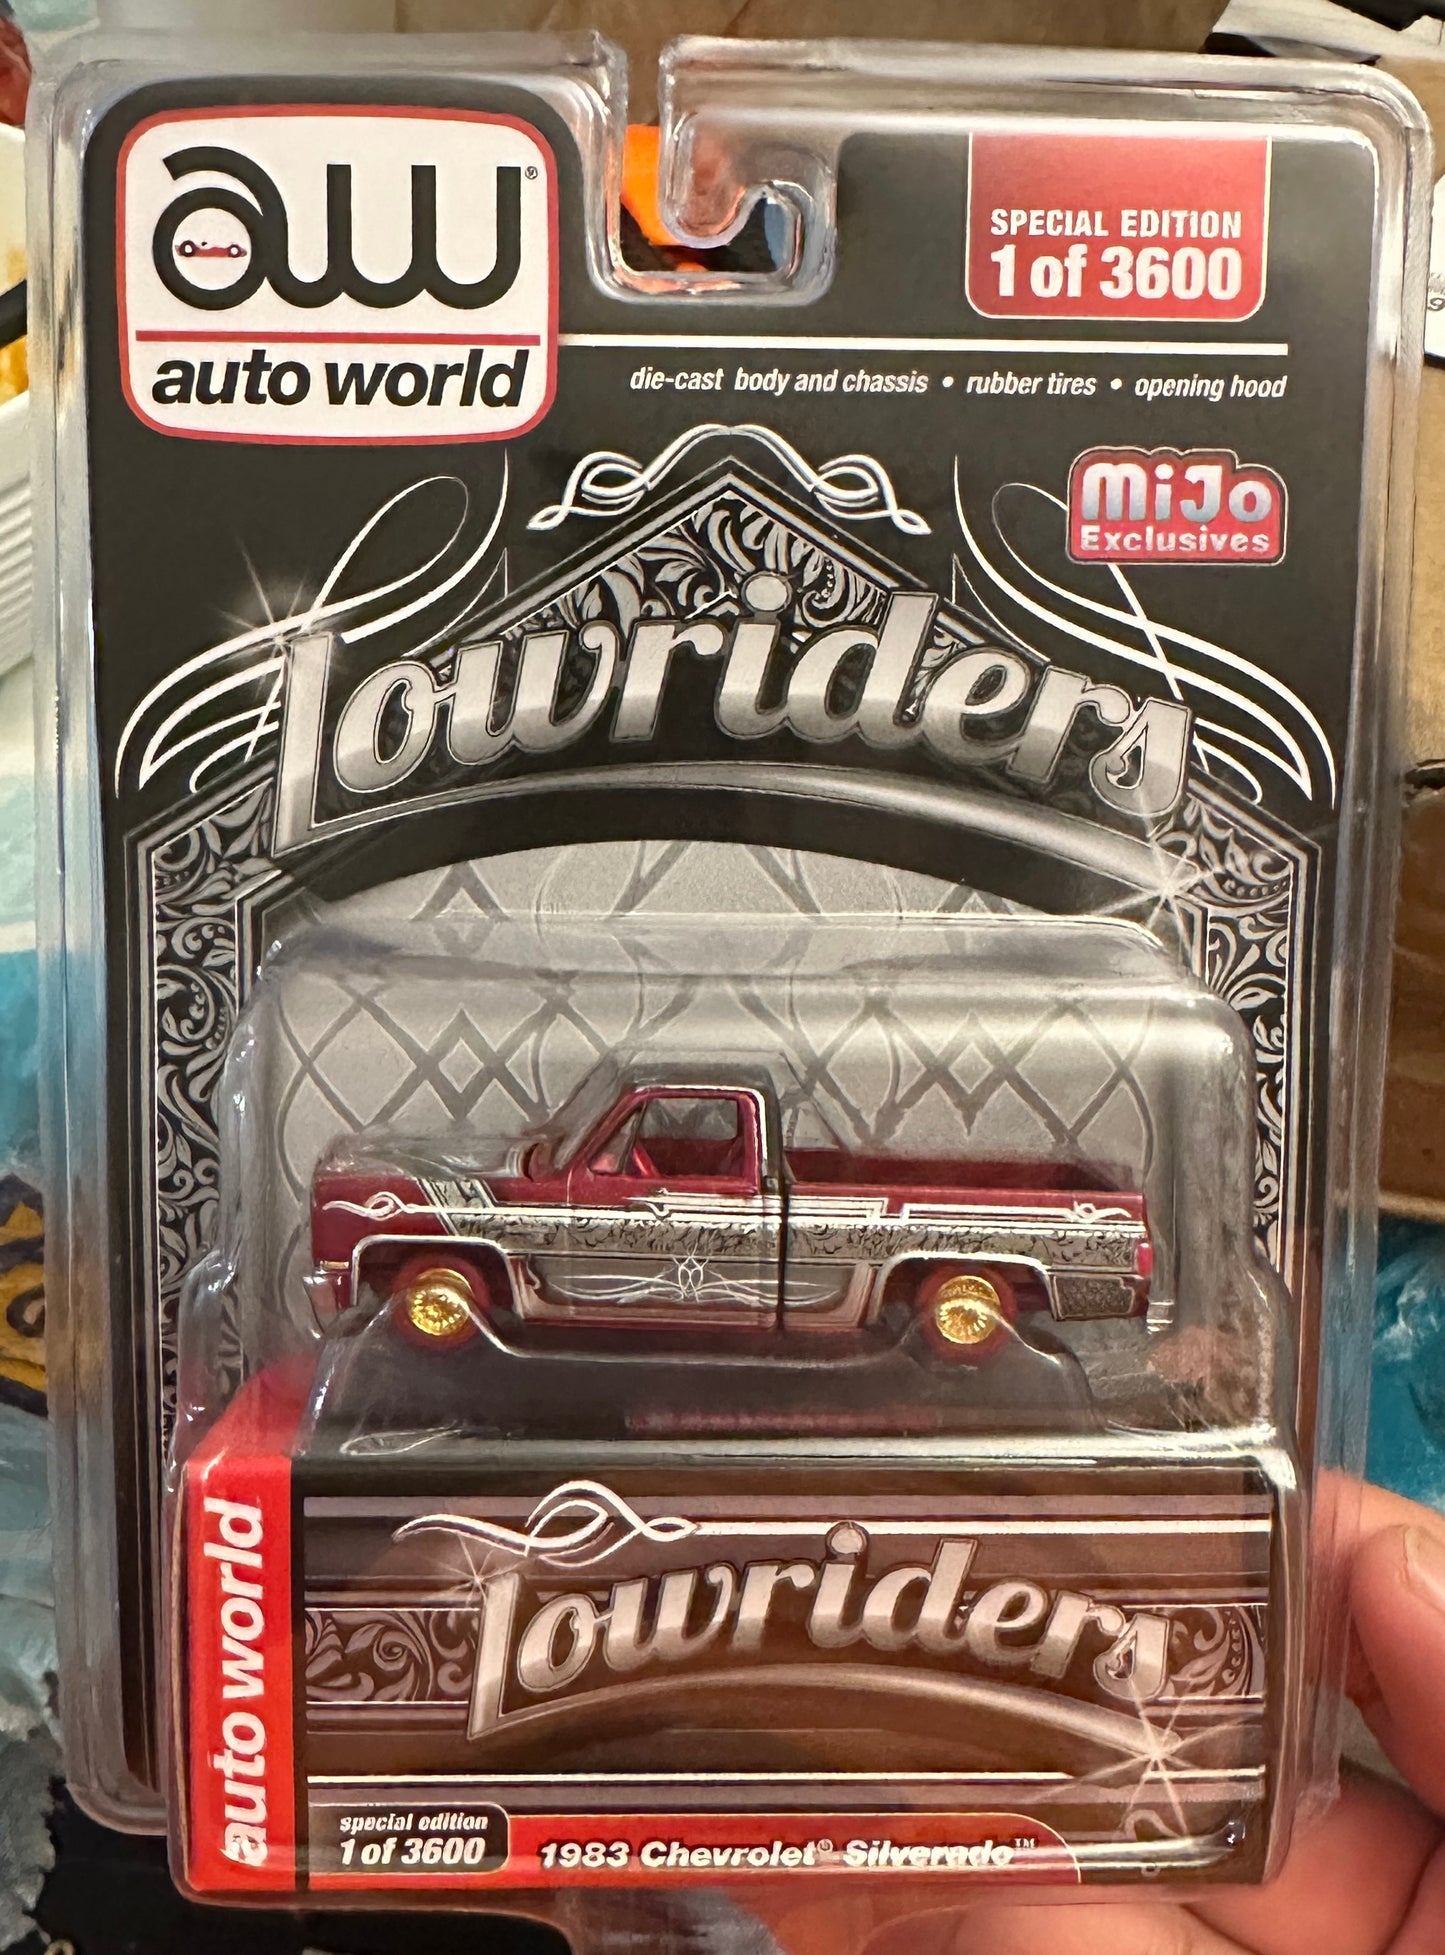 aw®
auto world
SPECIAL EDITION
1 of 3600
die-cast body and chassis • rubber tires • opening hood
MiJo
Exclusives
Lowriders
auto world
Lowriders
special edition
1 of 3600
1983 Chevrolet® Silverado™